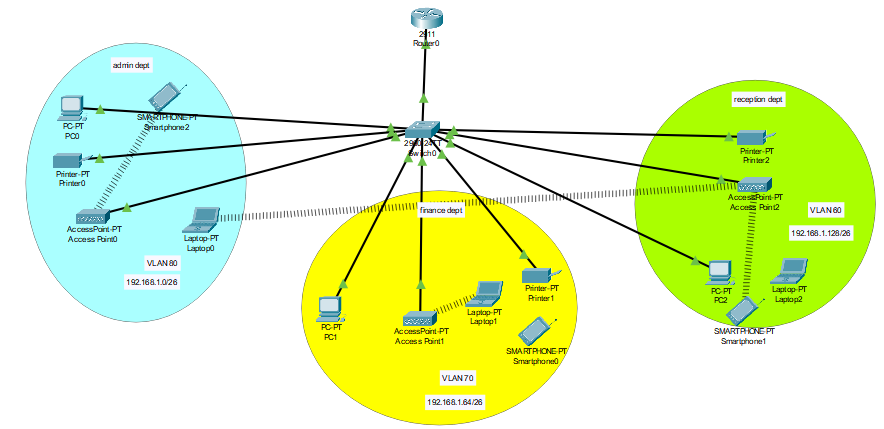 2911
Router0
admin dept
PC-PT
PC0
SMARTPHONE-PT
Smartphone2
Printer-PT
Printer0
AccessPoint-PT
Access Point0
Laptop-PT
Laptop0
VLAN 80
192.168.1.0/26
2960-24TT
Switch0
finance dept
PC-PT
PC1
AccessPoint-PT
Access Point1
Laptop-PT
Laptop1
Printer-PT
Printer1
SMARTPHONE-PT
Smartphone0
VLAN 70
192.168.1.64/26
reception dept
Printer-PT
Printer2
AccessPoint-PT
Access Point2
VLAN 60
192.168.1.128/26
PC-PT
PC2
Laptop-PT
Laptop2
SMARTPHONE-PT
Smartphone1